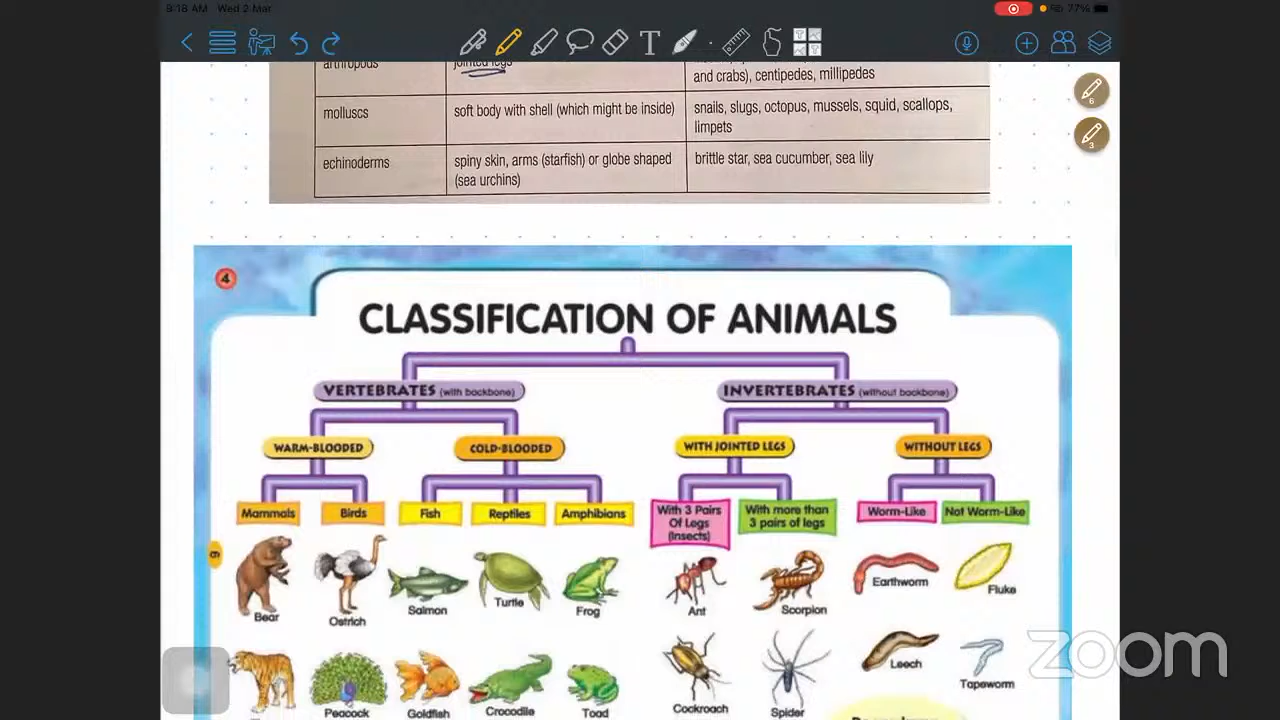 8:18 AM Wed 2 Mar
77%
T
6
3
arthropods
jointed legs
and crabs), centipedes, millipedes
molluscs
soft body with shell (which might be inside)
snails, slugs, octopus, mussels, squid, scallops,
limpets
echinoderms
spiny skin, arms (starfish) or globe shaped
(sea urchins)
brittle star, sea cucumber, sea lily
4
CLASSIFICATION OF ANIMALS
VERTEBRATES (with backbone)
INVERTEBRATES (without backbone)
WARM-BLOODED
COLD-BLOODED
WITH JOINTED LEGS
WITHOUT LEGS
Mammals
Birds
Fish
Reptiles
Amphibians
With 3 Pairs
Of Legs
(Insects)
With more than
3 pairs of legs
Worm-Like
Not Worm-Like
Bear
Ostrich
Salmon
Turtle
Frog
Ant
Scorpion
Earthworm
Fluke
Peacock
Goldfish
Crocodile
Toad
Cockroach
Spider
Leech
Tapeworm
zoom